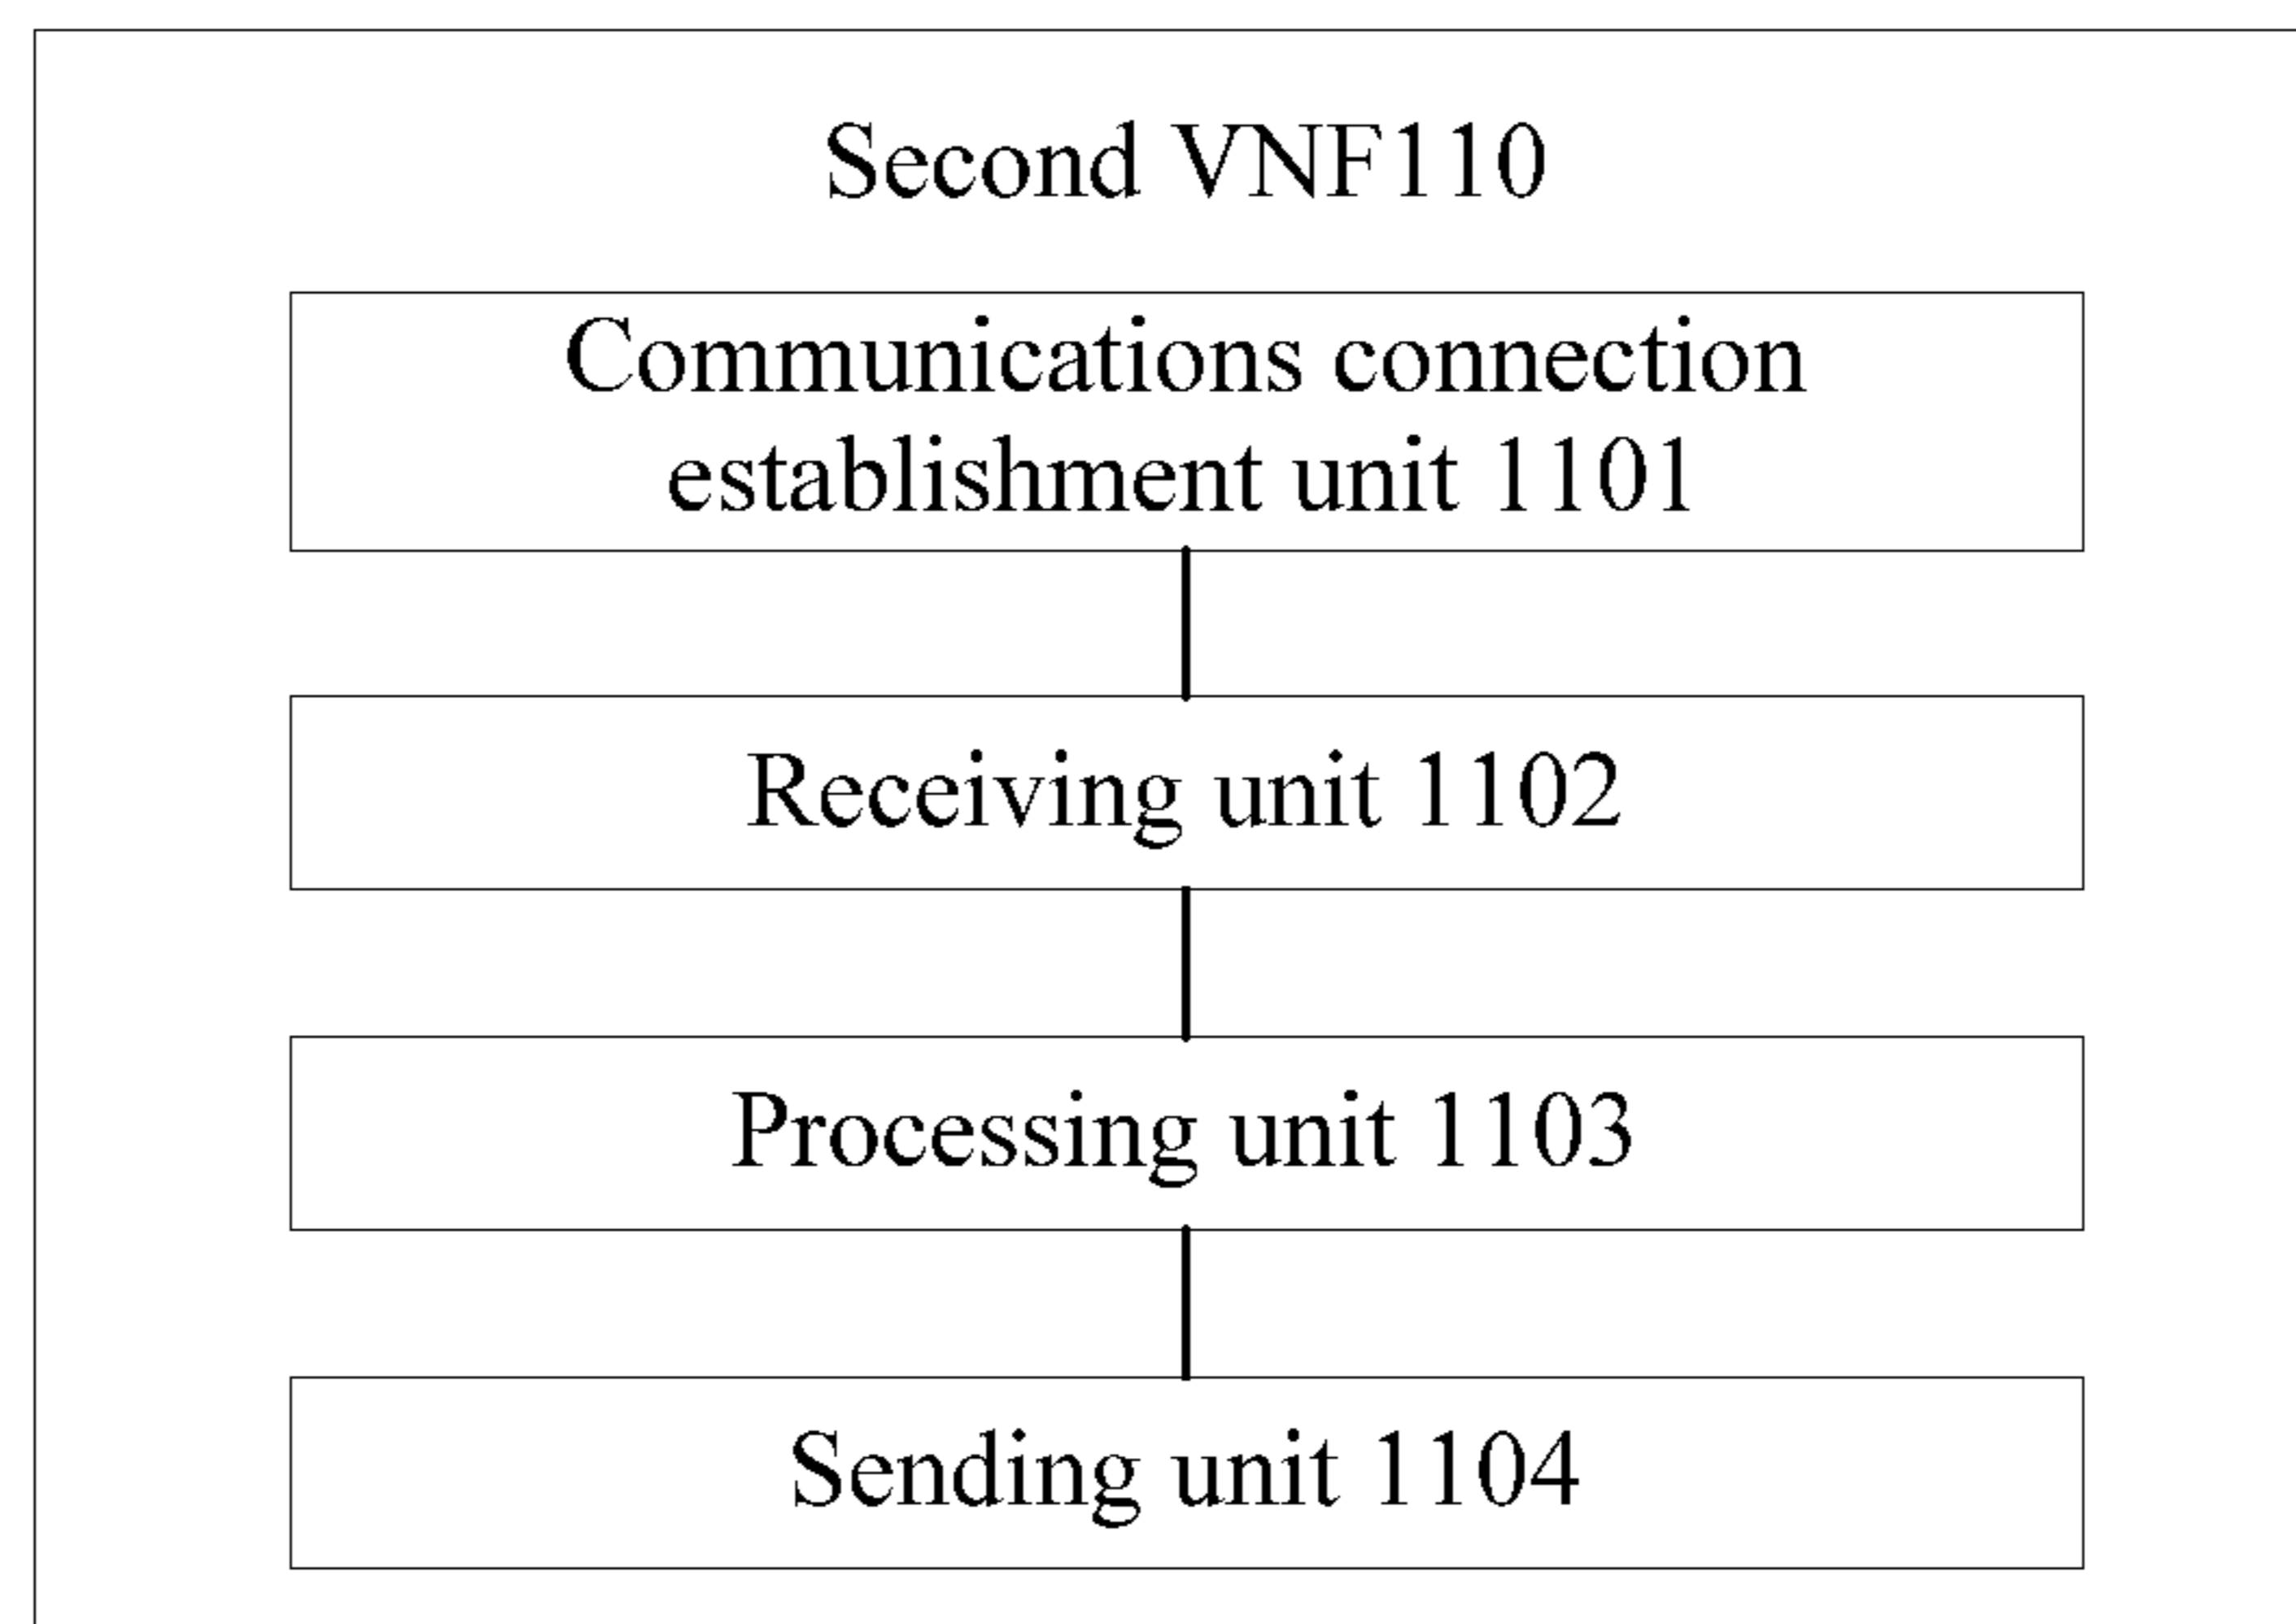 Second VNF110
Communications connection
establishment unit 1101
Receiving unit 1102
Processing unit 1103
Sending unit 1104